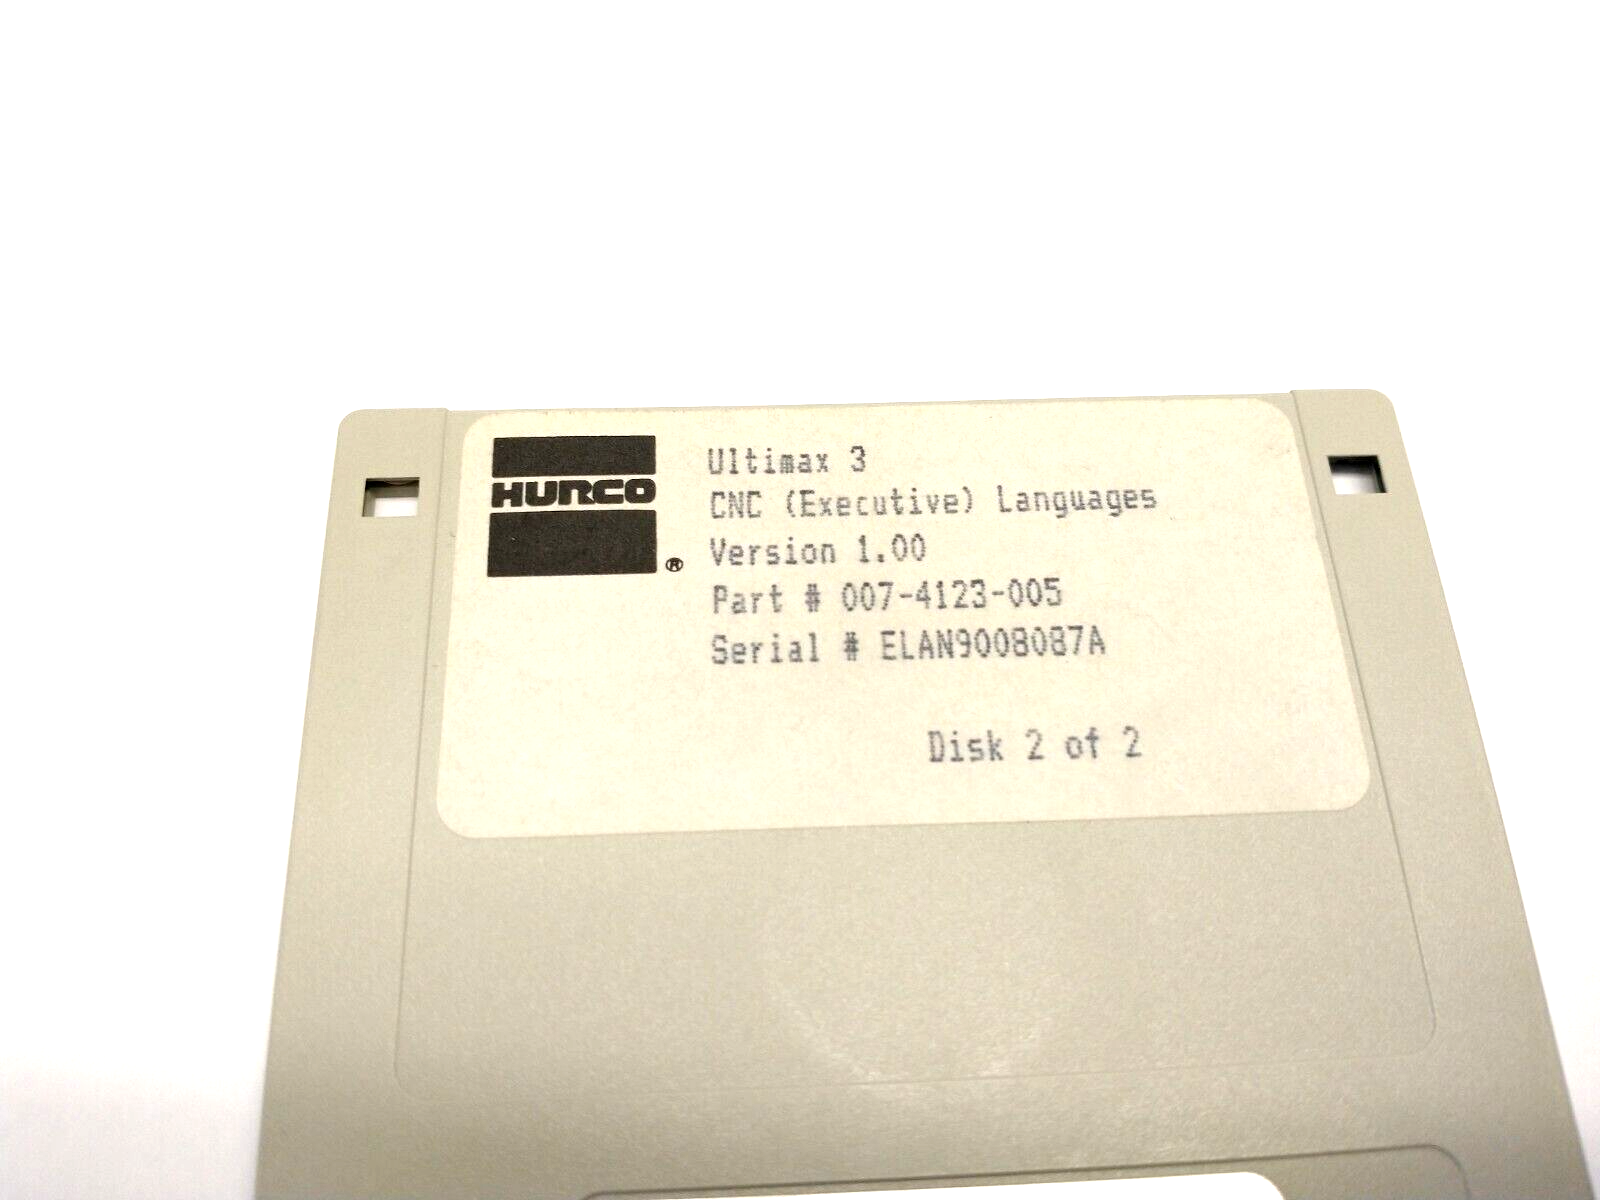 HURCO®
Ultimax 3
CNC (Executive) Languages
Version 1.00
Part # 007-4123-005
Serial # ELAN9008087A
Disk 2 of 2